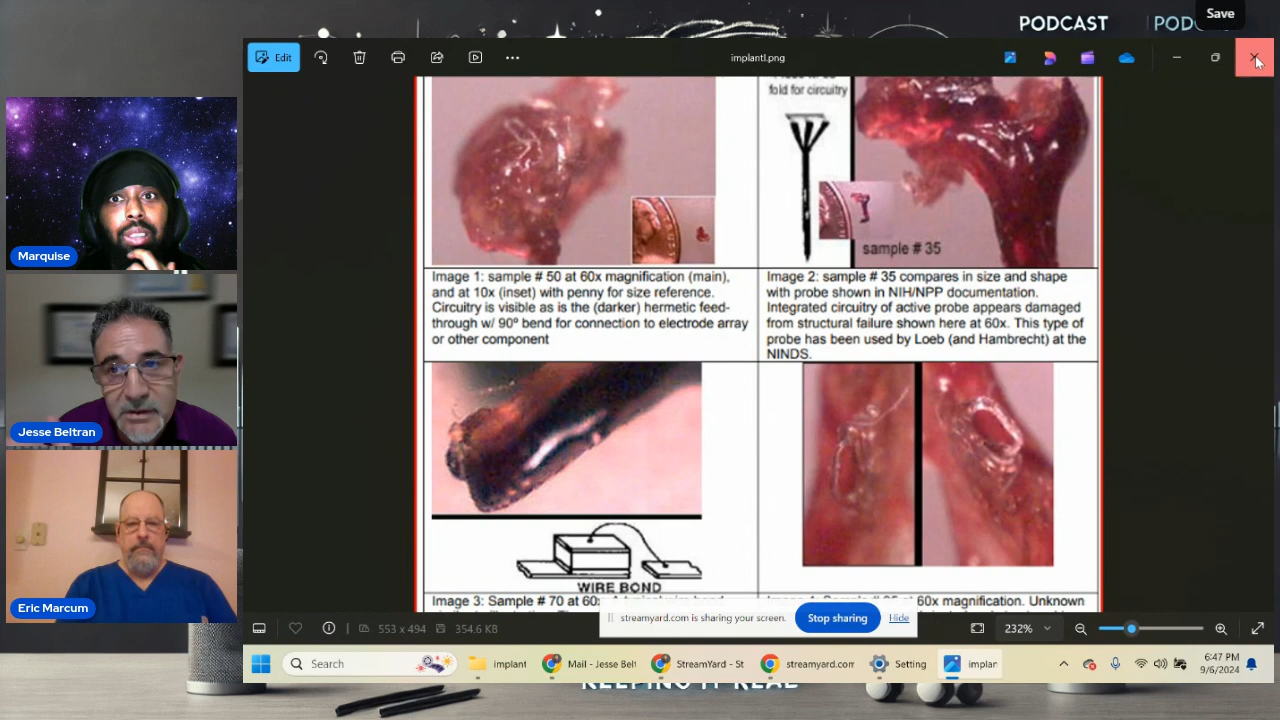 PODCAST
Save
Edit
implantI.png
fold for circuitry
sample # 35
Image 1: sample # 50 at 60x magnification (main),
and at 10x (inset) with penny for size reference.
Circuitry is visible as is the (darker) hermetic feed-
through w/ 90º bend for connection to electrode array
or other component
Image 2: sample # 35 compares in size and shape
with probe shown in NIH/NPP documentation.
Integrated circuitry of active probe appears damaged
from structural failure shown here at 60x. This type of
probe has been used by Loeb (and Hambrecht) at the
NINDS.
WIRE BOND
Image 3: Sample # 70 at 60
60x magnification. Unknown
Marquise
Jesse Beltran
Eric Marcum
streamyard.com is sharing your screen.
Stop sharing
Hide
553 x 494
354.6 KB
232%
Search
implant
Mail - Jesse Belt
StreamYard - St
streamyard.com
Setting
implan
6:47 PM
9/6/2024
KEEPING IT REAL